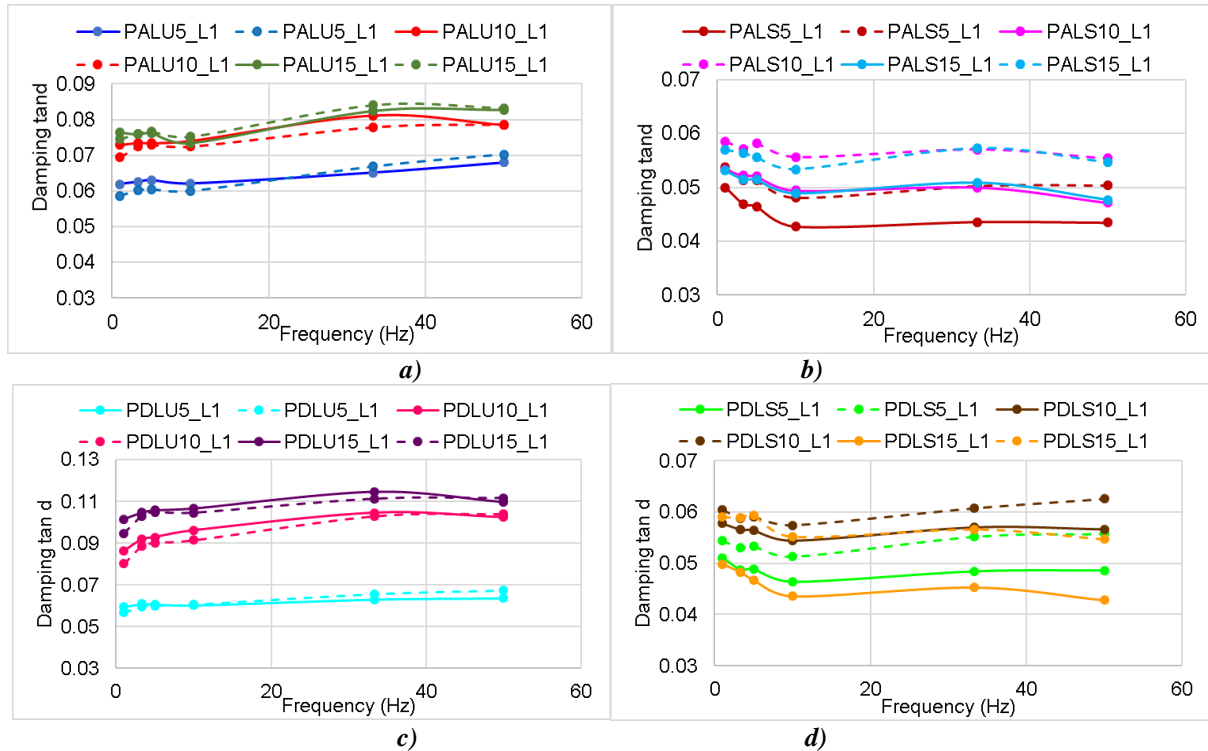 PALU5_L1 PALU5_L1 PALU10_L1
PALU10_L1 PALU15_L1 PALU15_L1
Damping tand
0.09
0.08
0.07
0.06
0.05
0.04
0.03
0 20 40 60
Frequency (Hz)
a)
PALS5_L1 PALS5_L1 PALS10_L1
PALS10_L1 PALS15_L1 PALS15_L1
Damping tand
0.07
0.06
0.05
0.04
0.03
0 20 40 60
Frequency (Hz)
b)
PDLU5_L1 PDLU5_L1 PDLU10_L1
PDLU10_L1 PDLU15_L1 PDLU15_L1
Damping tan d
0.13
0.11
0.09
0.07
0.05
0.03
0 20 40 60
Frequency (Hz)
c)
PDLS5_L1 PDLS5_L1 PDLS10_L1
PDLS10_L1 PDLS15_L1 PDLS15_L1
Damping tan d
0.07
0.06
0.05
0.04
0.03
0 20 40 60
Frequency (Hz)
d)